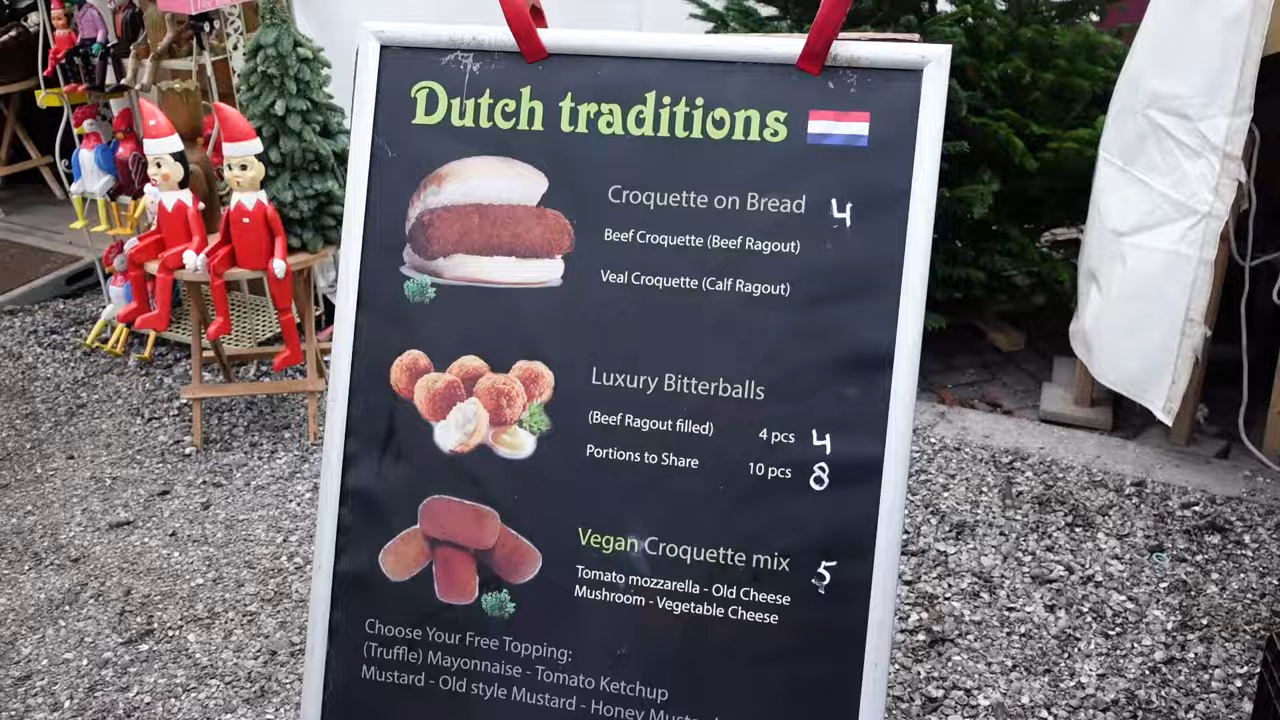 Dutch traditions
Croquette on Bread 4
Beef Croquette (Beef Ragout)
Veal Croquette (Calf Ragout)
Luxury Bitterballs
(Beef Ragout filled) 4 pcs 4
Portions to Share 10 pcs 8
Vegan Croquette mix 5
Tomato mozzarella - Old Cheese
Mushroom - Vegetable Cheese
Choose Your Free Topping:
(Truffle) Mayonnaise - Tomato Ketchup
Mustard - Old style Mustard - Honey